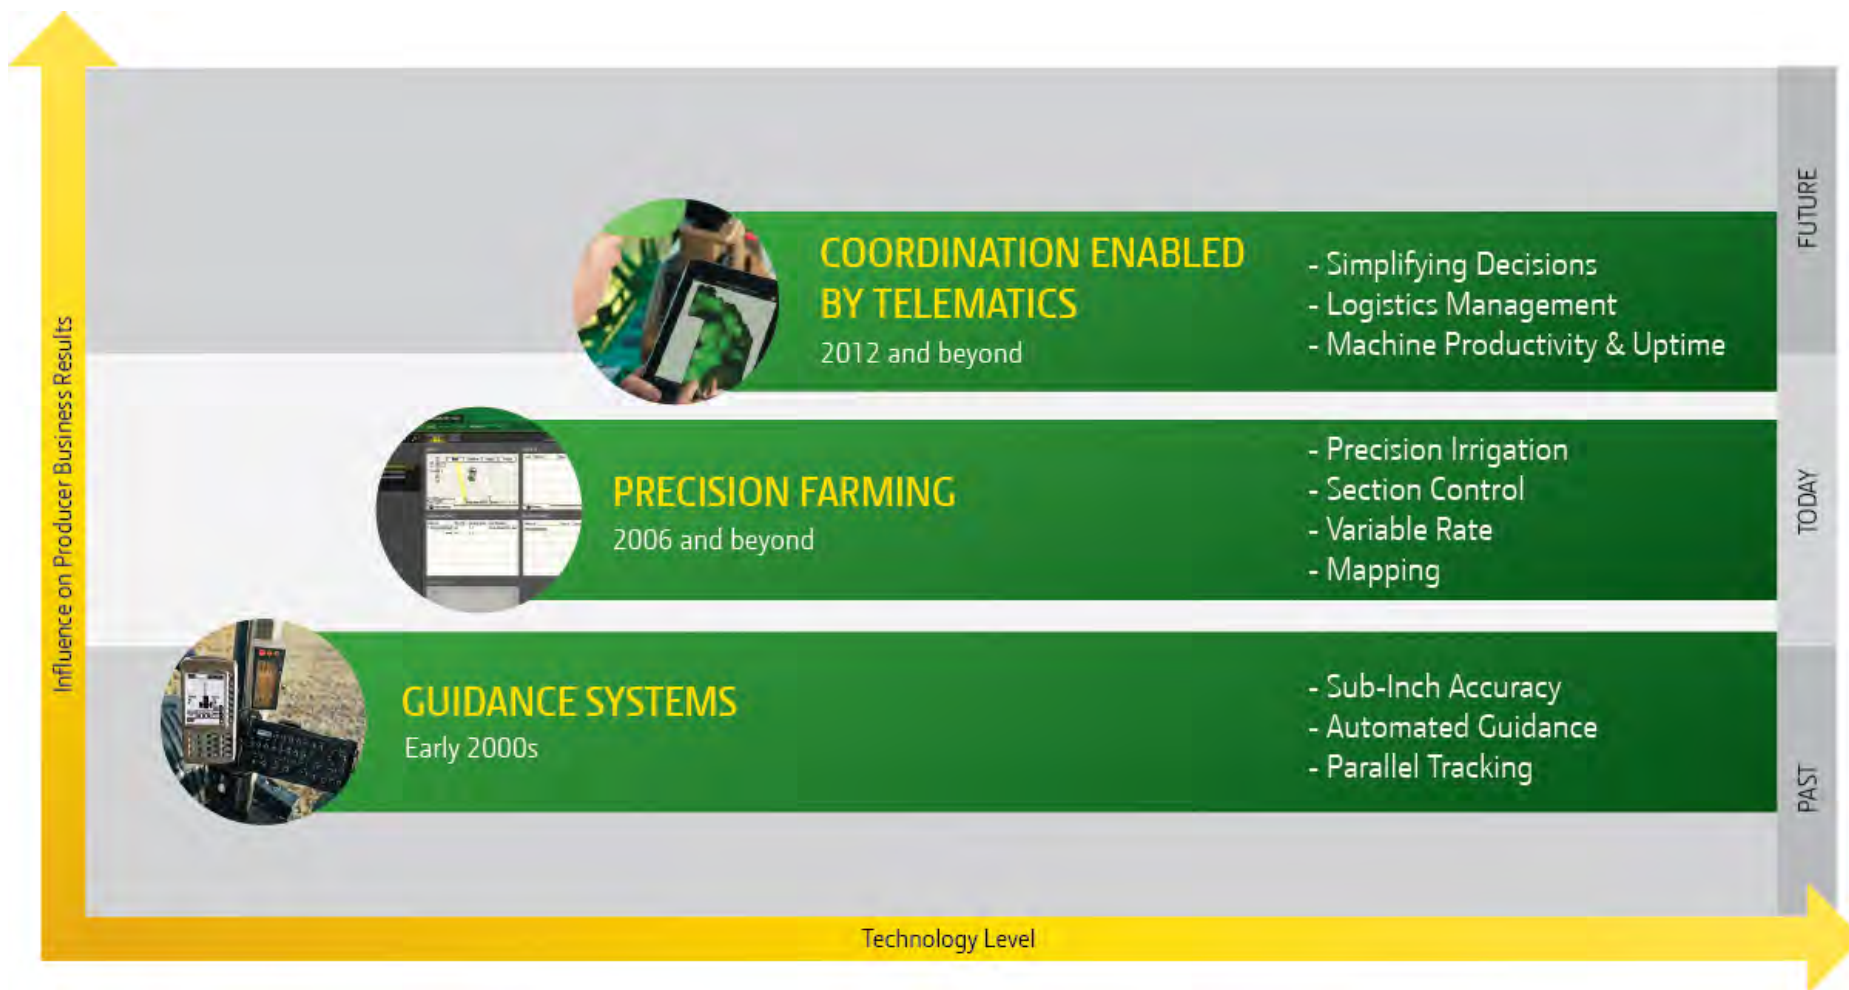 COORDINATION ENABLED
BY TELEMATICS
2012 and beyond
- Simplifying Decisions
- Logistics Management
- Machine Productivity & Uptime
FUTURE
PRECISION FARMING
2006 and beyond
- Precision Irrigation
- Section Control
- Variable Rate
- Mapping
TODAY
GUIDANCE SYSTEMS
Early 2000s
- Sub-Inch Accuracy
- Automated Guidance
- Parallel Tracking
PAST
Influence on Producer Business Results
Technology Level